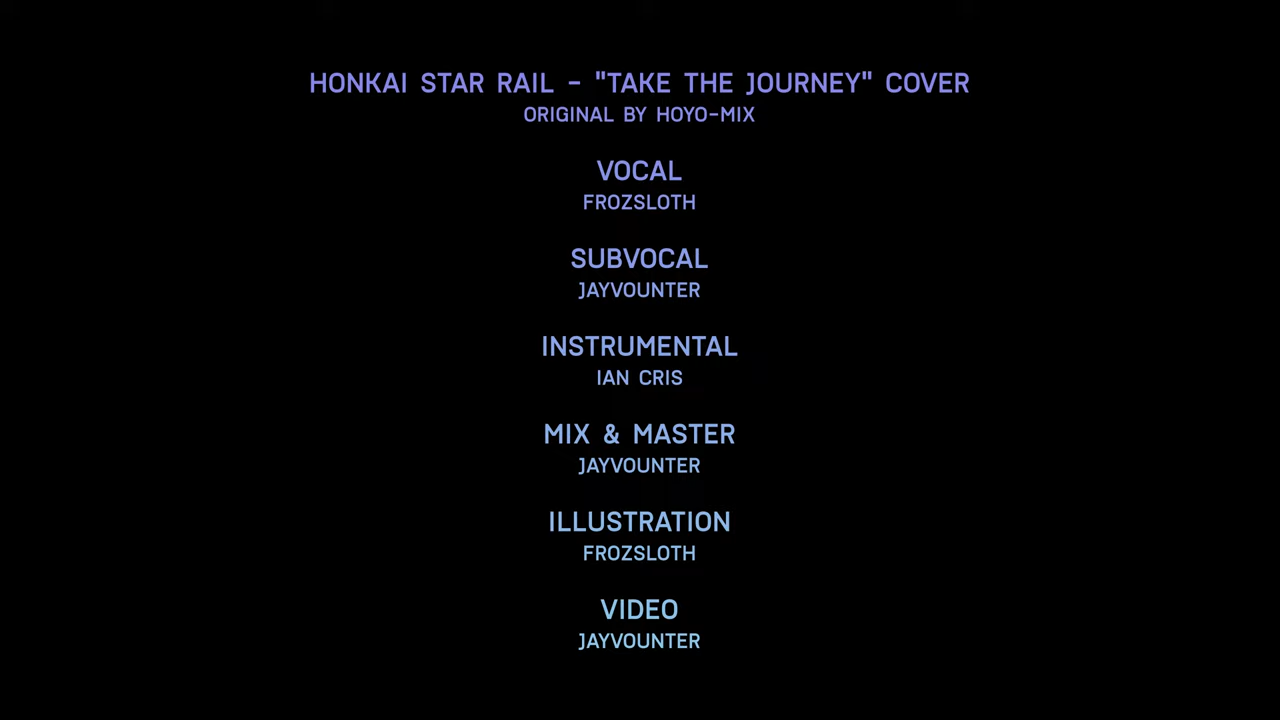 HONKAI STAR RAIL - "TAKE THE JOURNEY" COVER
ORIGINAL BY HOYO-MIX
VOCAL
FROZSLOTH
SUBVOCAL
JAYVOUNTER
INSTRUMENTAL
IAN CRIS
MIX & MASTER
JAYVOUNTER
ILLUSTRATION
FROZSLOTH
VIDEO
JAYVOUNTER